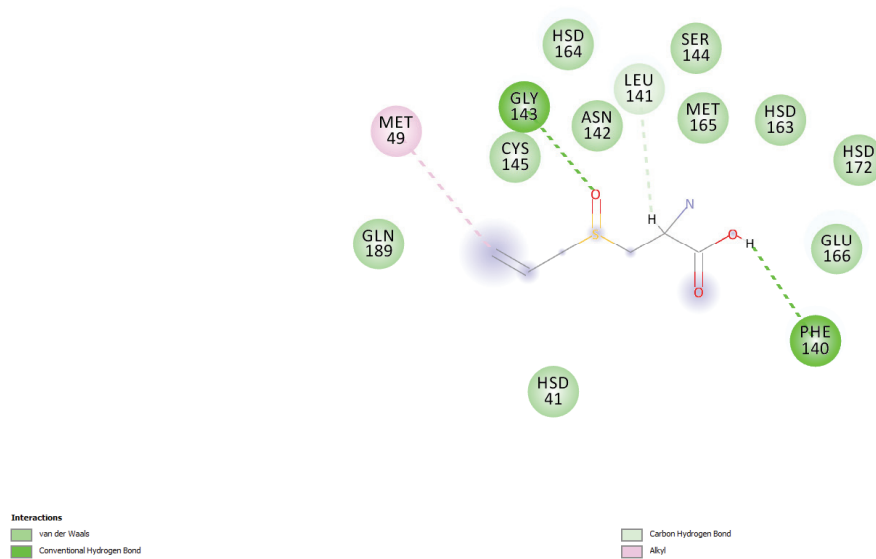 HSD
164
SER
144
LEU
141
GLY
143
MET
165
HSD
163
ASN
142
MET
49
CYS
145
HSD
172
O
N
H
GLN
189
S
O
H
GLU
166
O
PHE
140
HSD
41
Interactions
van der Waals
Conventional Hydrogen Bond
Carbon Hydrogen Bond
Alkyl